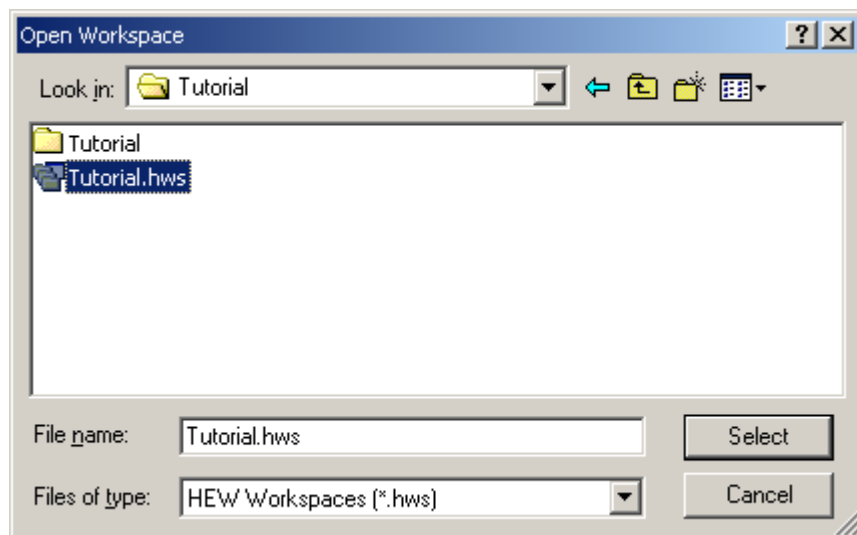 Open Workspace
Look in: Tutorial
Tutorial
Tutorial.hws
File name: Tutorial.hws Select
Files of type: HEW Workspaces (*.hws) Cancel